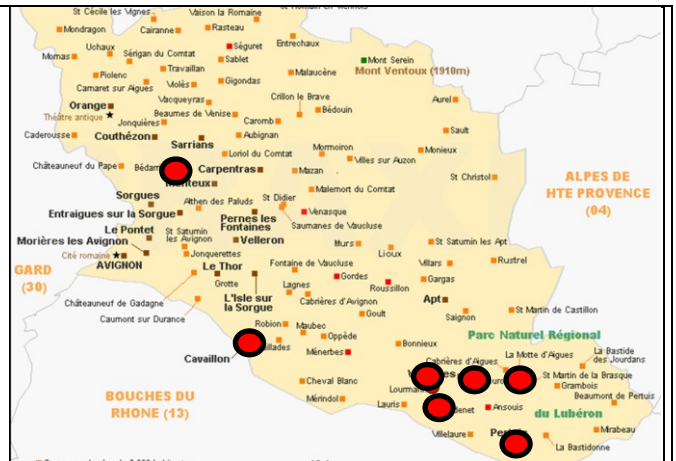 St Cécile les Vignes
Vaison la Romaine
Mondragon
Cairanne
Rasteau
Uchaux
Séguret
Entrechaux
Mornas
Sérigan du Comtat
Sablet
Mont Serein
Travaillan
Mont Ventoux (1910m)
Piolenc
Malaucène
Camaret sur Aigues
Violès
Gigondas
Crillon le Brave
Vacqueyras
Aurel
Orange
Bédouin
Théâtre antique
Beaumes de Venise
Jonquières
Caromb
Caderousse
Couthézon
Aubignan
Sault
Sarrians
Mormoiron
Monieux
Loriol du Comtat
Villes sur Auzon
Châteauneuf du Pape
Carpentras
Mazan
St Christol
ALPES DE
HTE PROVENCE
(04)
Malemort du Comtat
Sorgues
Althen des Paluds
St Didier
Entraigues sur la Sorgue
Pernes les
Fontaines
Venasque
Saumanes de Vaucluse
Le Pontet
St Saturnin
les Avignon
Morières les Avignon
Velleron
Murs
St Saturnin les Apt
Lioux
Cité romaine
Jonquerettes
AVIGNON
Fontaine de Vaucluse
Villars
Rustrel
GARD
(30)
Le Thor
Grotte
Gordes
Gargas
Lagnes
Roussillon
Châteauneuf de Gadagne
L'Isle sur
la Sorgue
Cabrières d'Avignon
Apt
Caumont sur Durance
Goult
Saignon
St Martin de Castillon
Robion
Maubec
Oppède
Parc Naturel Régional
Bonnieux
Cavaillon
Ménerbes
Cabrières d'Aigues
La Motte d'Aigues
La Bastide
des Jourdans
St Martin de la Brasque
Cheval Blanc
Grambois
BOUCHES DU
RHONE (13)
Mérindol
Lauris
Ansouis
Beaumont de Pertuis
du Lubéron
Villelaure
Mirabeau
La Bastidonne